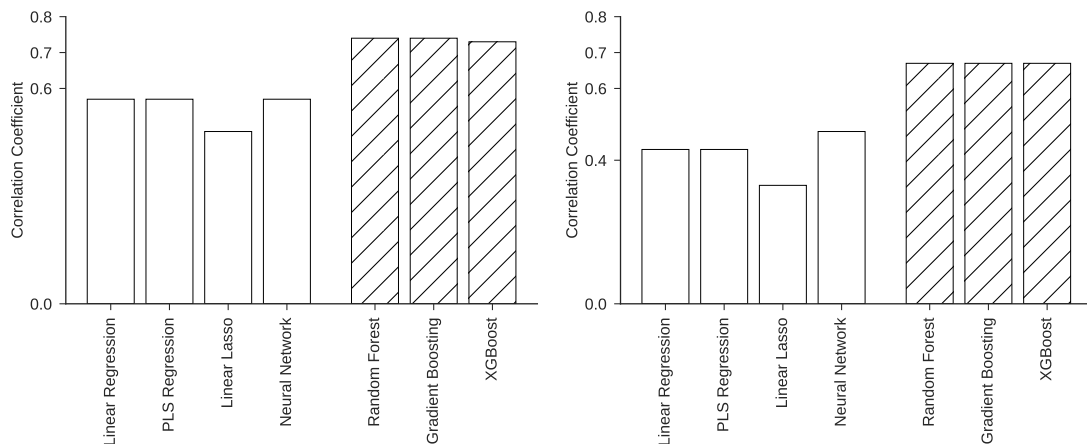 0.8
0.7
0.6
0.0
Correlation Coefficient
Linear Regression
PLS Regression
Linear Lasso
Neural Network
Random Forest
Gradient Boosting
XGBoost
0.8
0.7
0.6
0.4
0.0
Correlation Coefficient
Linear Regression
PLS Regression
Linear Lasso
Neural Network
Random Forest
Gradient Boosting
XGBoost